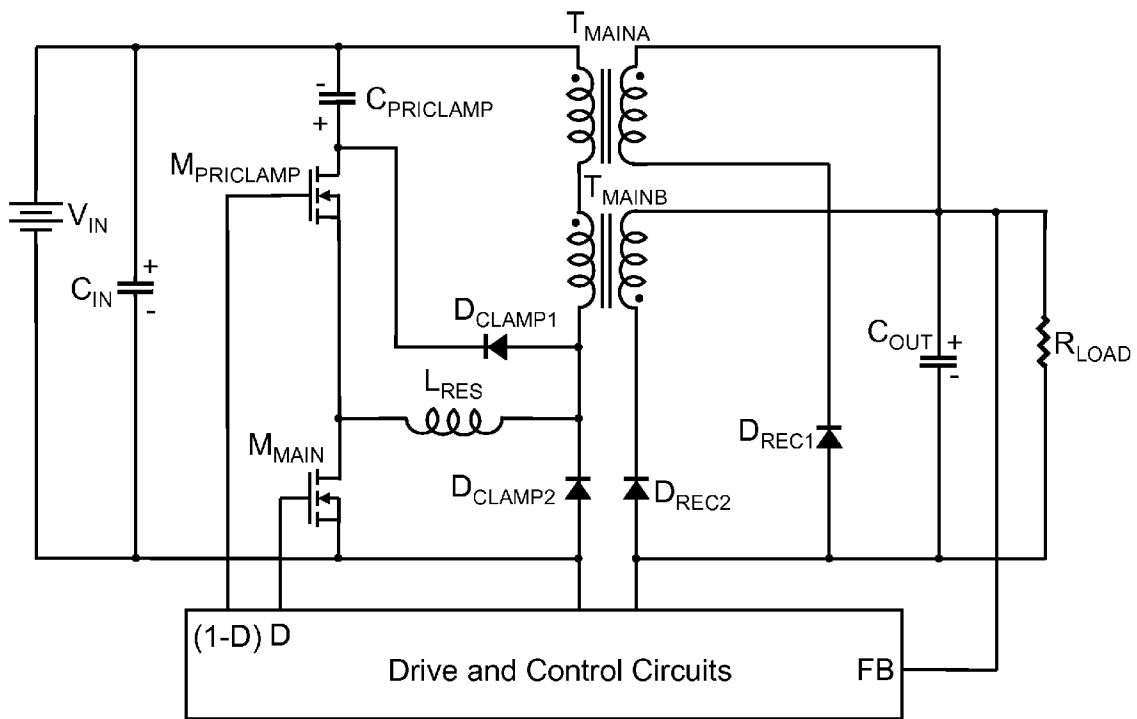 T_MAINA
-
C_PRICLAMP
+
M_PRICLAMP
T_MAINB
V_IN
+
C_IN
-
D_CLAMP1
C_OUT
+
-
R_LOAD
L_RES
D_REC1
M_MAIN
D_CLAMP2
D_REC2
(1-D) D
Drive and Control Circuits
FB